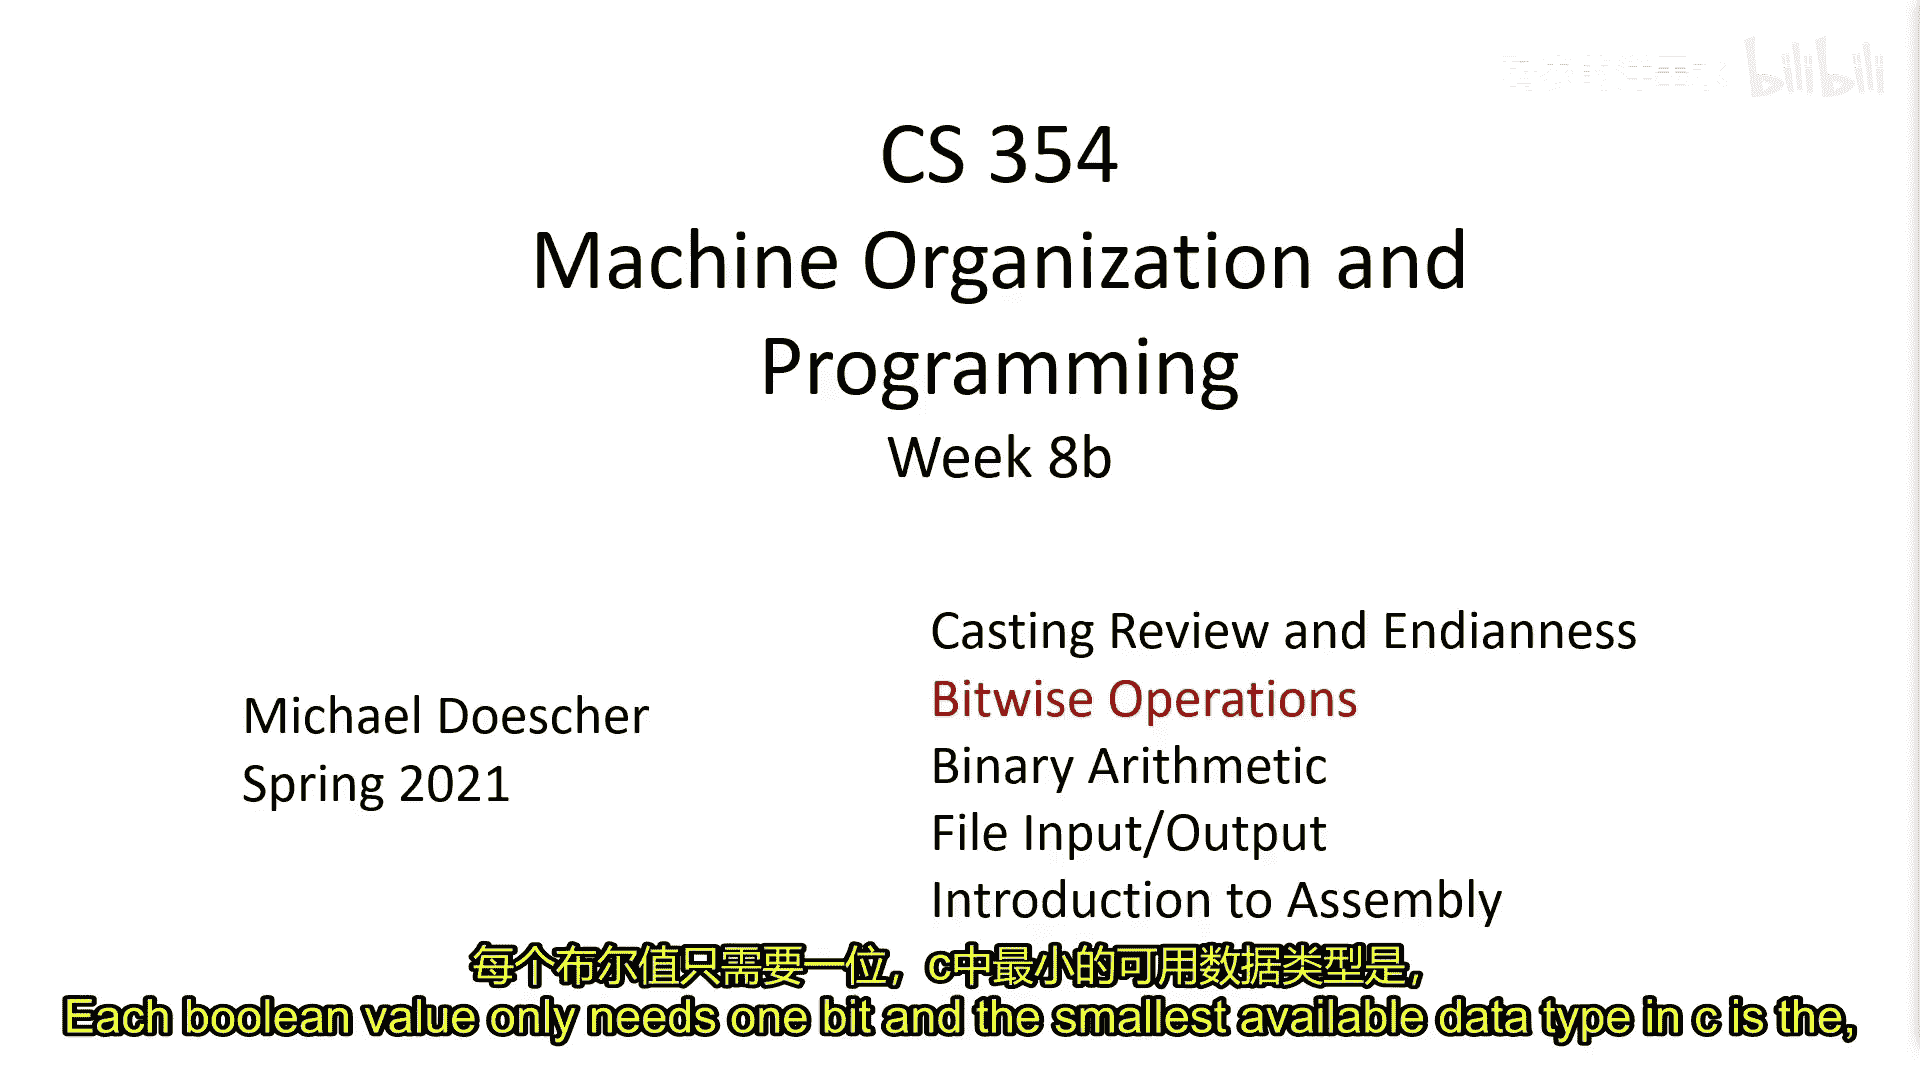 bilibili
CS 354
Machine Organization and
Programming
Week 8b
Michael Doescher
Spring 2021
Casting Review and Endianness
Bitwise Operations
Binary Arithmetic
File Input/Output
Introduction to Assembly
每个布尔值只需要一位，c中最小的可用数据类型是，
Each boolean value only needs one bit and the smallest available data type in c is the,